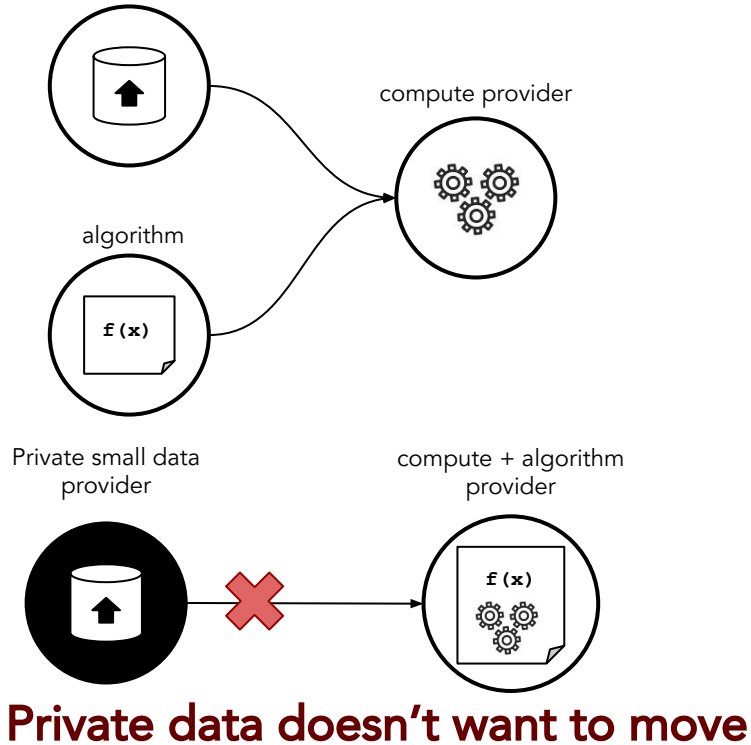 compute provider
algorithm
f(x)
Private small data
provider
compute + algorithm
provider
f(x)
Private data doesn’t want to move